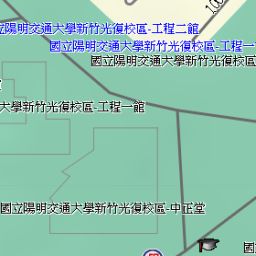 立陽明交通大學新竹光復校區-工程二館
國立陽明交通大學新竹光復校區-工程一
國立陽明交通大學新竹光復校區
大學新竹光復校區-工程一館
國立陽明交通大學新竹光復校區-中正堂
國